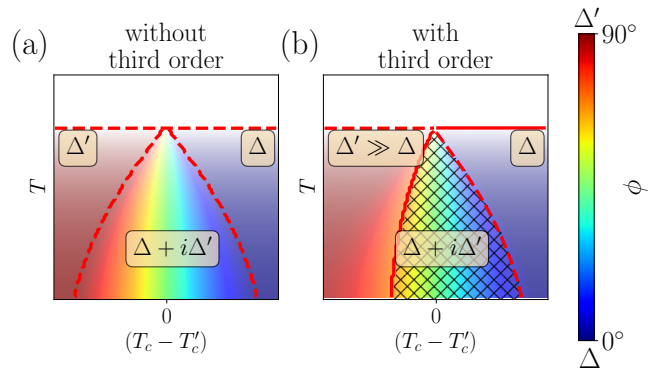 (a)
without
third order
T
Δ′
Δ
Δ + iΔ′
0
(T_c − T′_c)
(b)
with
third order
T
Δ′ ≫ Δ
Δ
Δ + iΔ′
0
(T_c − T′_c)
Δ′
90°
ϕ
0°
Δ